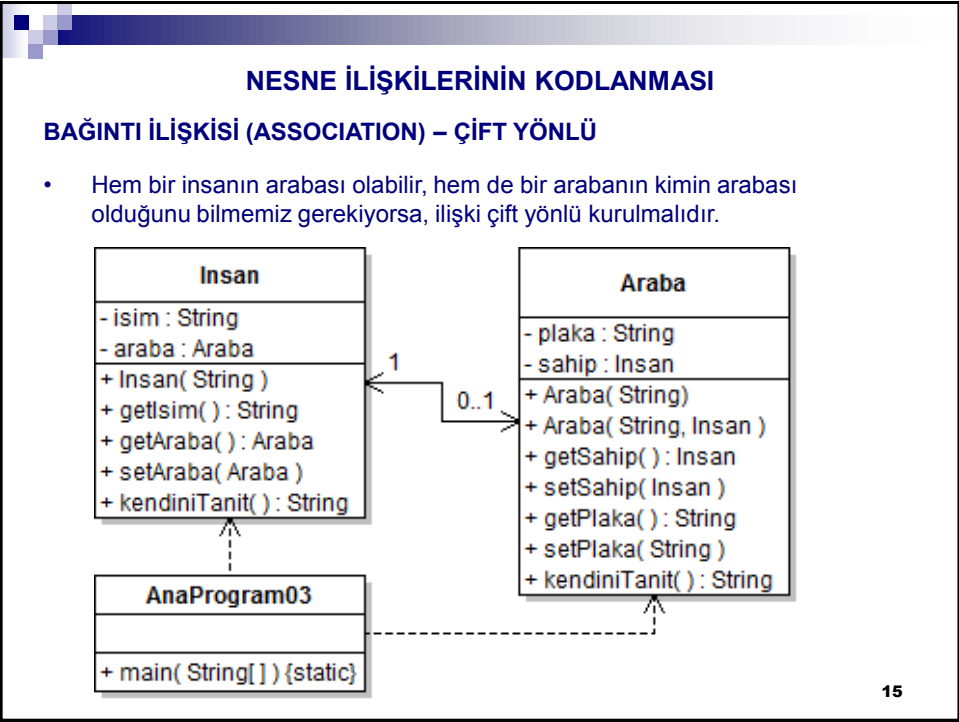 NESNE İLİŞKİLERİNİN KODLANMASI
BAĞINTI İLİŞKİSİ (ASSOCIATION) – ÇİFT YÖNLÜ
• Hem bir insanın arabası olabilir, hem de bir arabanın kimin arabası
olduğunu bilmemiz gerekiyorsa, ilişki çift yönlü kurulmalıdır.
Insan
- isim : String
- araba : Araba
+ Insan( String )
+ getIsim( ) : String
+ getAraba( ) : Araba
+ setAraba( Araba )
+ kendiniTanit( ) : String
1
0..1
Araba
- plaka : String
- sahip : Insan
+ Araba( String)
+ Araba( String, Insan )
+ getSahip( ) : Insan
+ setSahip( Insan )
+ getPlaka( ) : String
+ setPlaka( String )
+ kendiniTanit( ) : String
AnaProgram03
+ main( String[ ] ) {static}
15